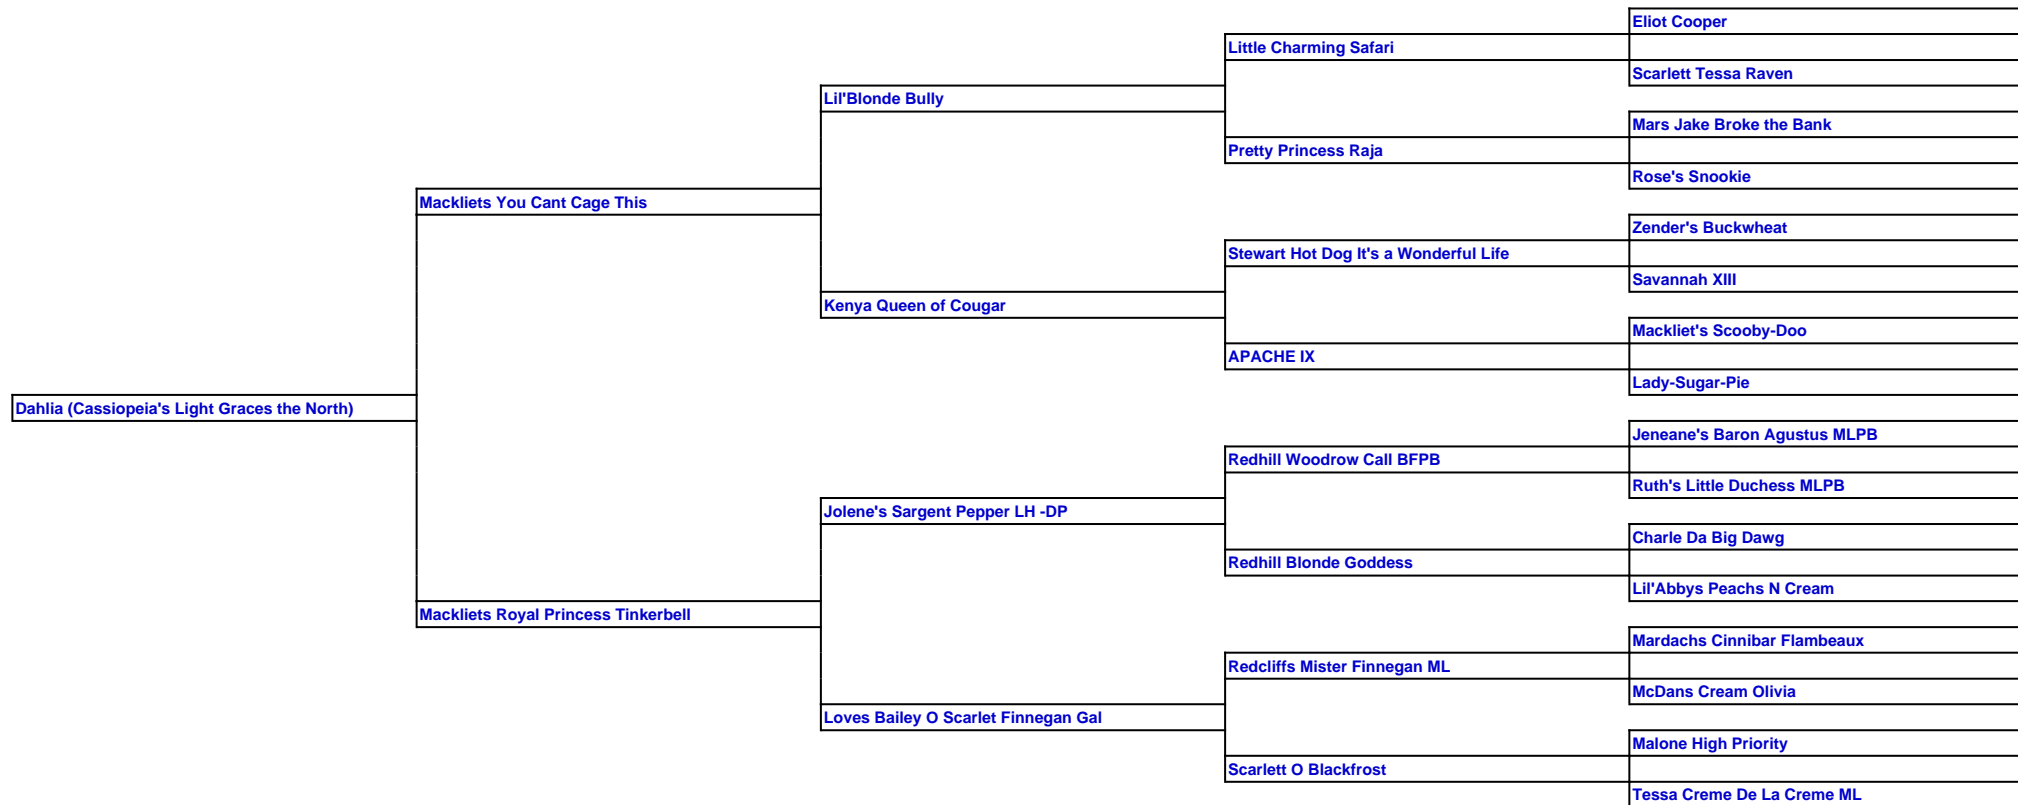 Eliot Cooper
Little Charming Safari
Scarlett Tessa Raven
Lil'Blonde Bully
Mars Jake Broke the Bank
Pretty Princess Raja
Rose's Snookie
Mackliets You Cant Cage This
Zender's Buckwheat
Stewart Hot Dog It's a Wonderful Life
Savannah XIII
Kenya Queen of Cougar
Mackliet's Scooby-Doo
APACHE IX
Lady-Sugar-Pie
Dahlia (Cassiopeia's Light Graces the North)
Jeneane's Baron Agustus MLPB
Redhill Woodrow Call BFPB
Ruth's Little Duchess MLPB
Jolene's Sargent Pepper LH -DP
Charle Da Big Dawg
Redhill Blonde Goddess
Lil'Abbys Peachs N Cream
Mackliets Royal Princess Tinkerbell
Mardachs Cinnibar Flambeaux
Redcliffs Mister Finnegan ML
McDans Cream Olivia
Loves Bailey O Scarlet Finnegan Gal
Malone High Priority
Scarlett O Blackfrost
Tessa Creme De La Creme ML